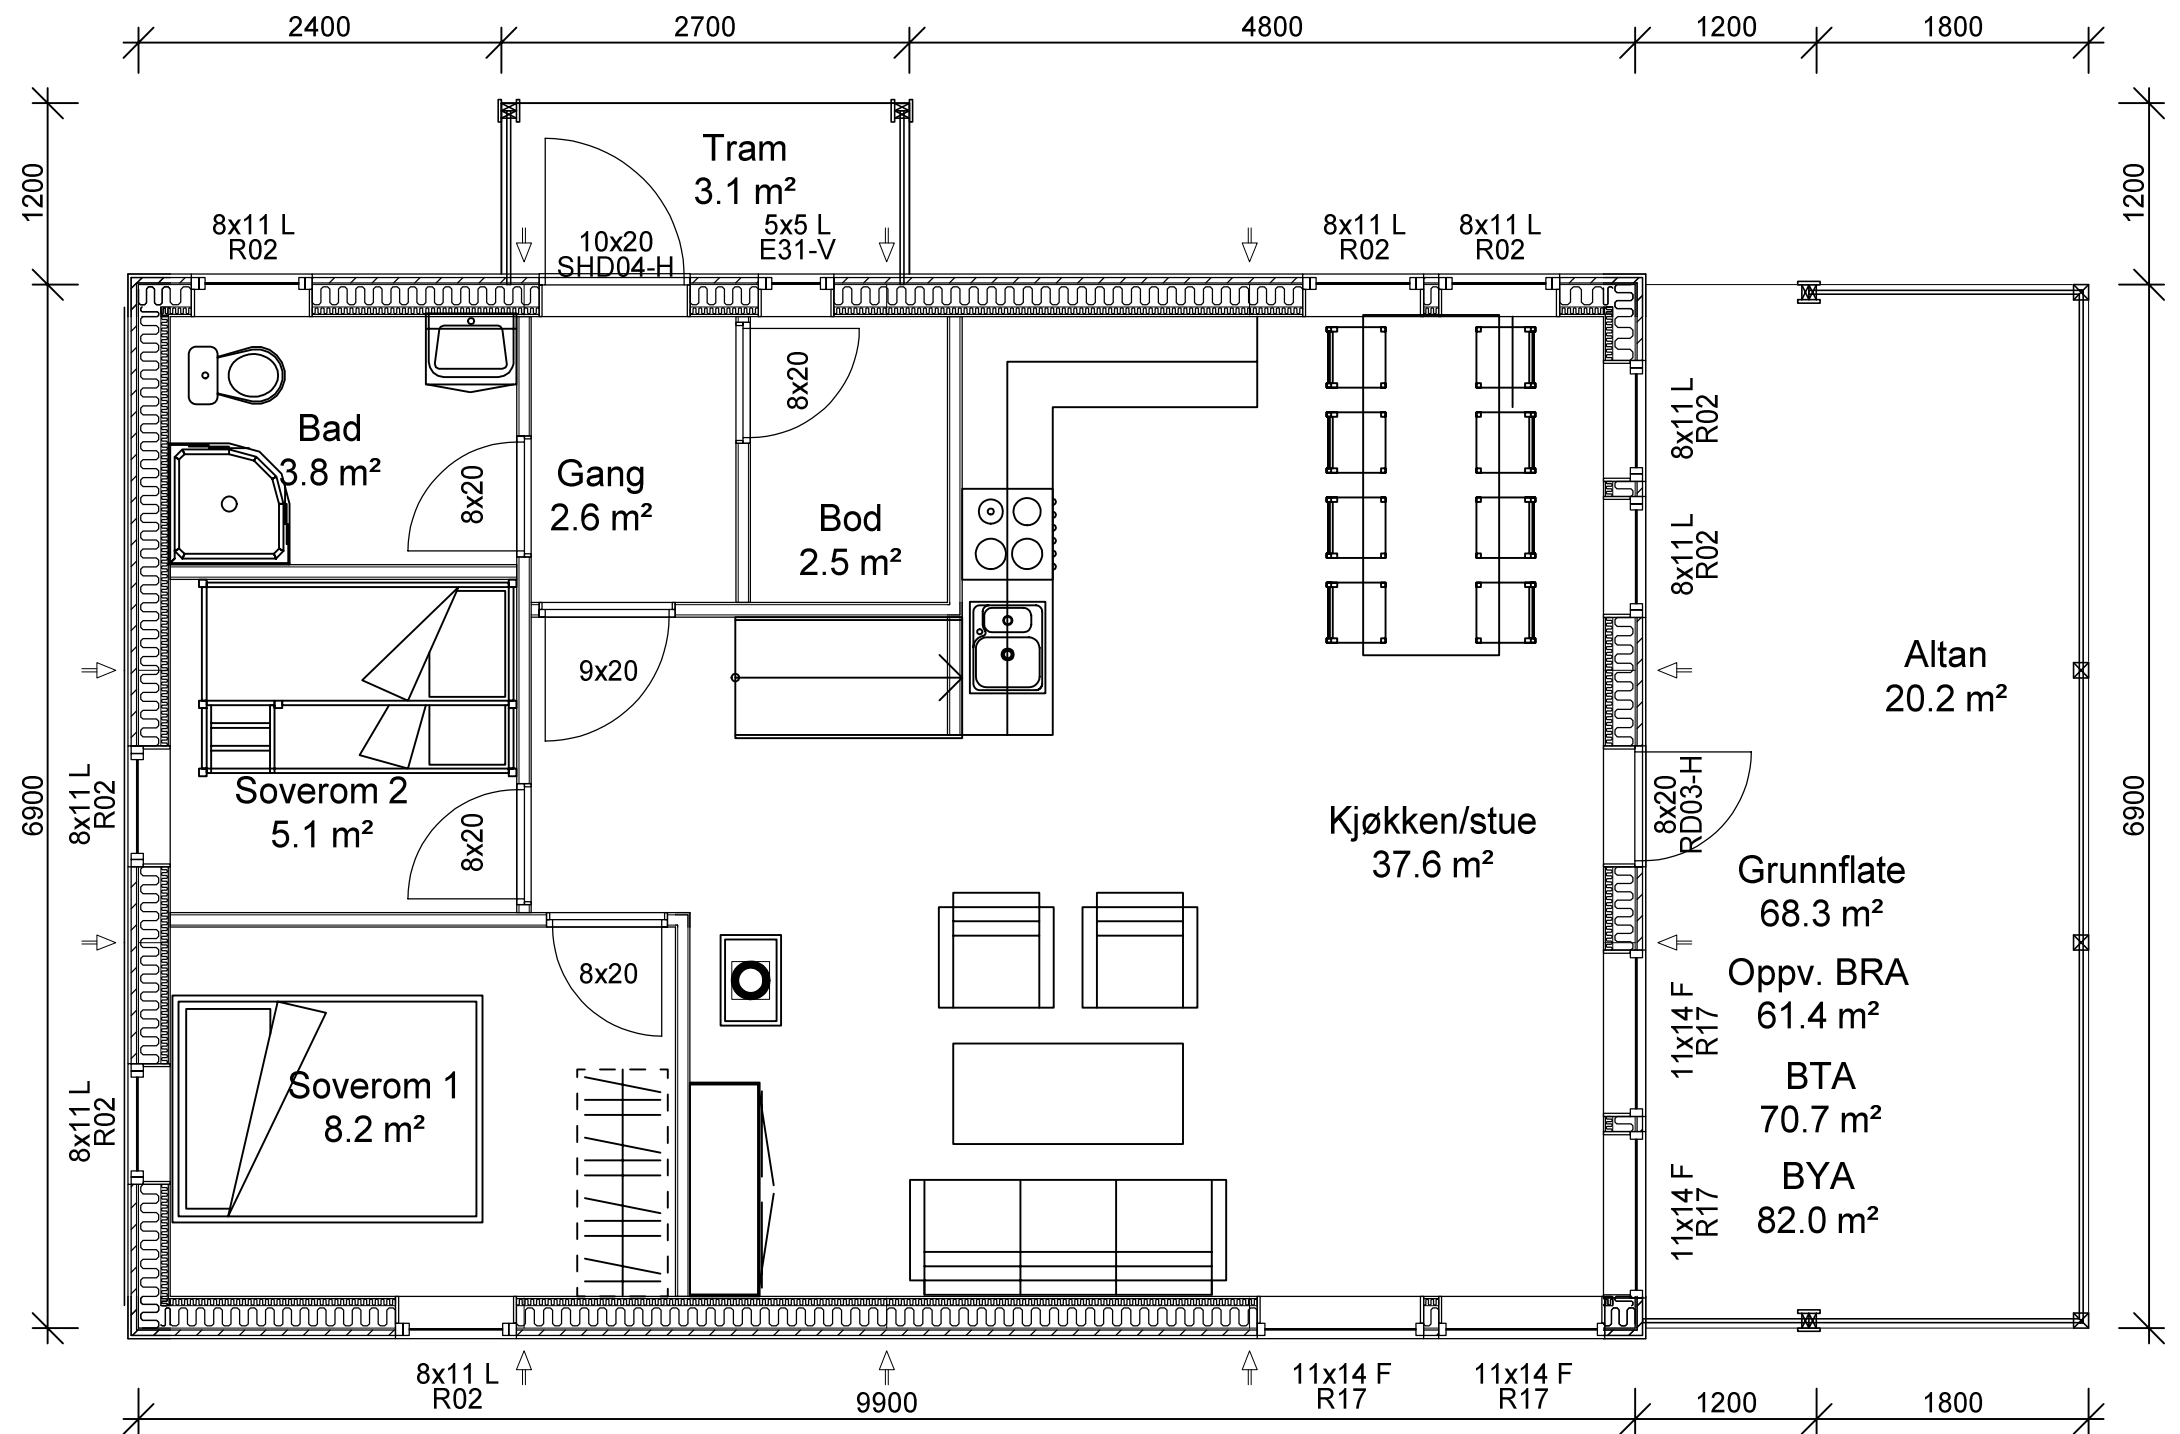 2400
2700
4800
1200
1800
1200
1200
Tram
3.1 m²
8x11 L
R02
10x20
SHD04-H
5x5 L
E31-V
8x11 L
R02
8x11 L
R02
8x20
8x11 L
R02
Bad
3.8 m²
8x20
Gang
2.6 m²
Bod
2.5 m²
8x11 L
R02
9x20
Altan
20.2 m²
8x11 L
R02
6900
Soverom 2
5.1 m²
8x20
Kjøkken/stue
37.6 m²
8x20
RD03-H
6900
Grunnflate
68.3 m²
8x20
Oppv. BRA
61.4 m²
11x14 F
R17
8x11 L
R02
Soverom 1
8.2 m²
BTA
70.7 m²
11x14 F
R17
BYA
82.0 m²
8x11 L
R02
11x14 F
R17
11x14 F
R17
9900
1200
1800